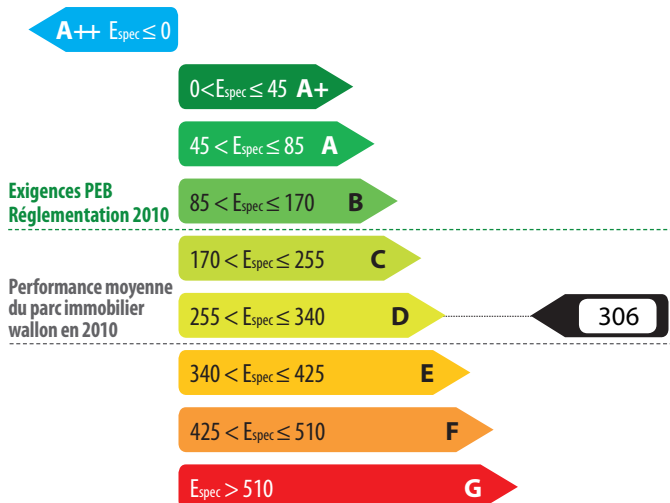 A++ Espec ≤ 0
0<Espec ≤ 45 A+
45 < Espec ≤ 85 A
Exigences PEB
Réglementation 2010
85 < Espec ≤ 170 B
170 < Espec ≤ 255 C
Performance moyenne
du parc immobilier
wallon en 2010
255 < Espec ≤ 340 D
306
340 < Espec ≤ 425 E
425 < Espec ≤ 510 F
Espec > 510 G